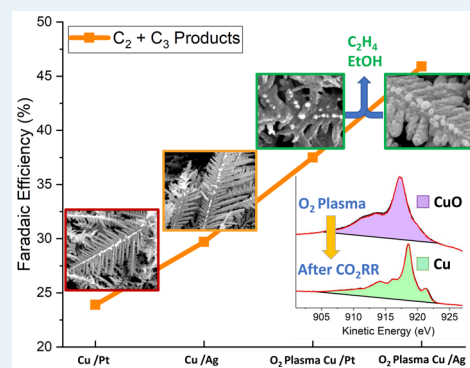 C₂ + C₃ Products
Faradaic Efficiency (%)
50
45
40
35
30
25
20
C₂H₄
EtOH
O₂ Plasma
CuO
After CO₂RR
Cu
905 910 915 920 925
Kinetic Energy (eV)
Cu /Pt Cu /Ag O₂ Plasma Cu /Pt O₂ Plasma Cu /Ag